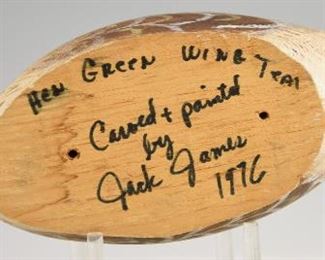 Hen Green Wing Teal
Carved + painted
by
Jack James
1976